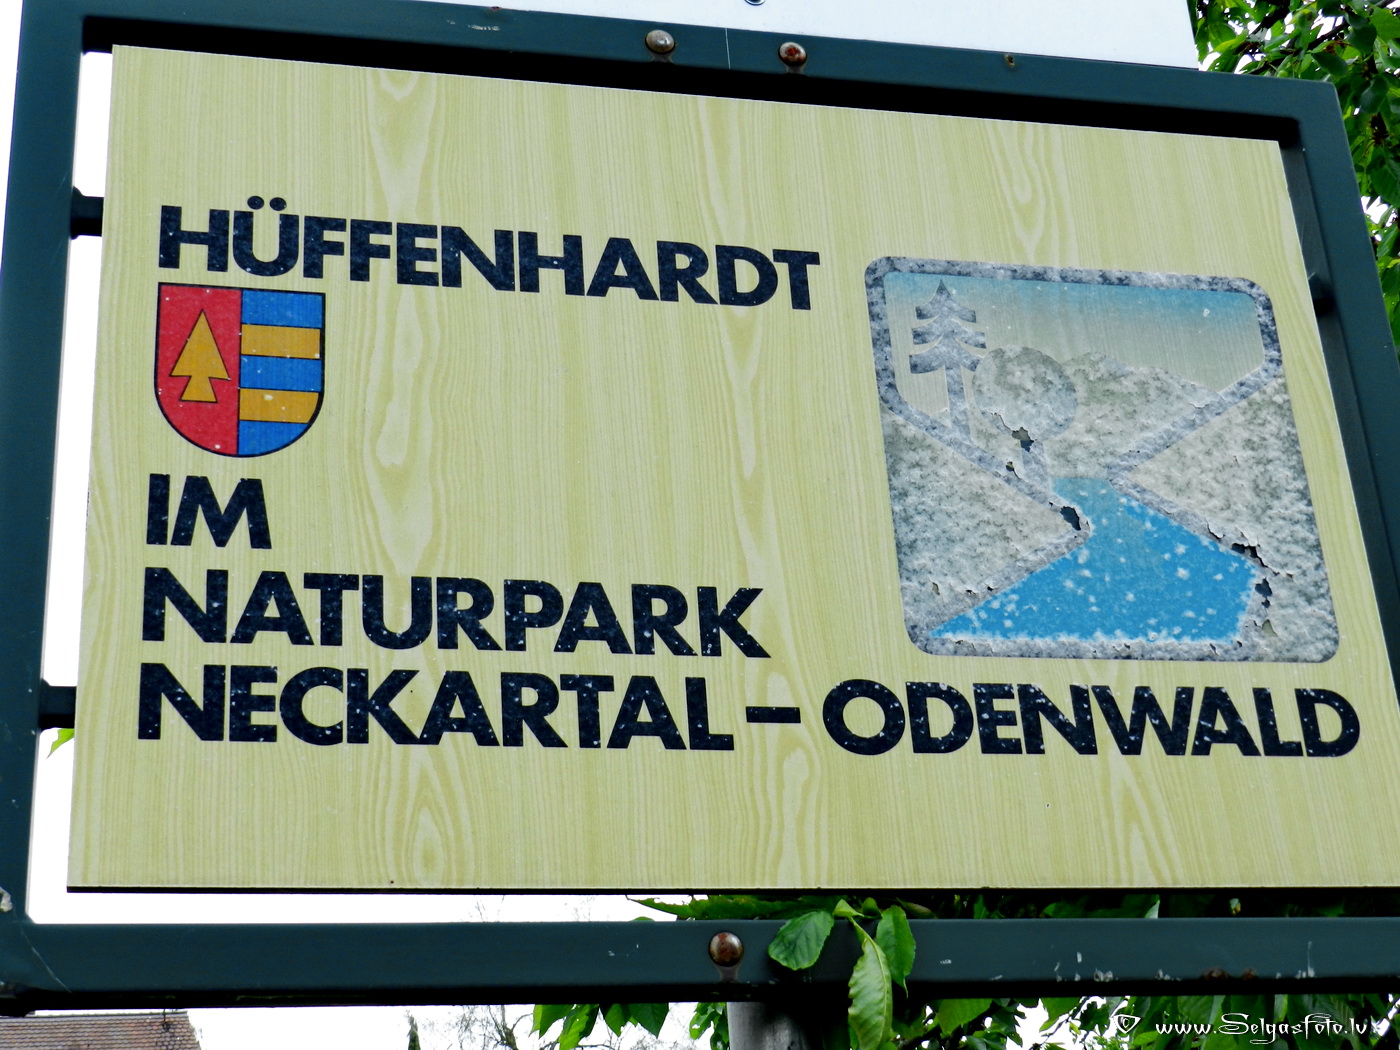 HÜFFENHARDT
IM
NATURPARK
NECKARTAL – ODENWALD
www.Selgasfoto.lv